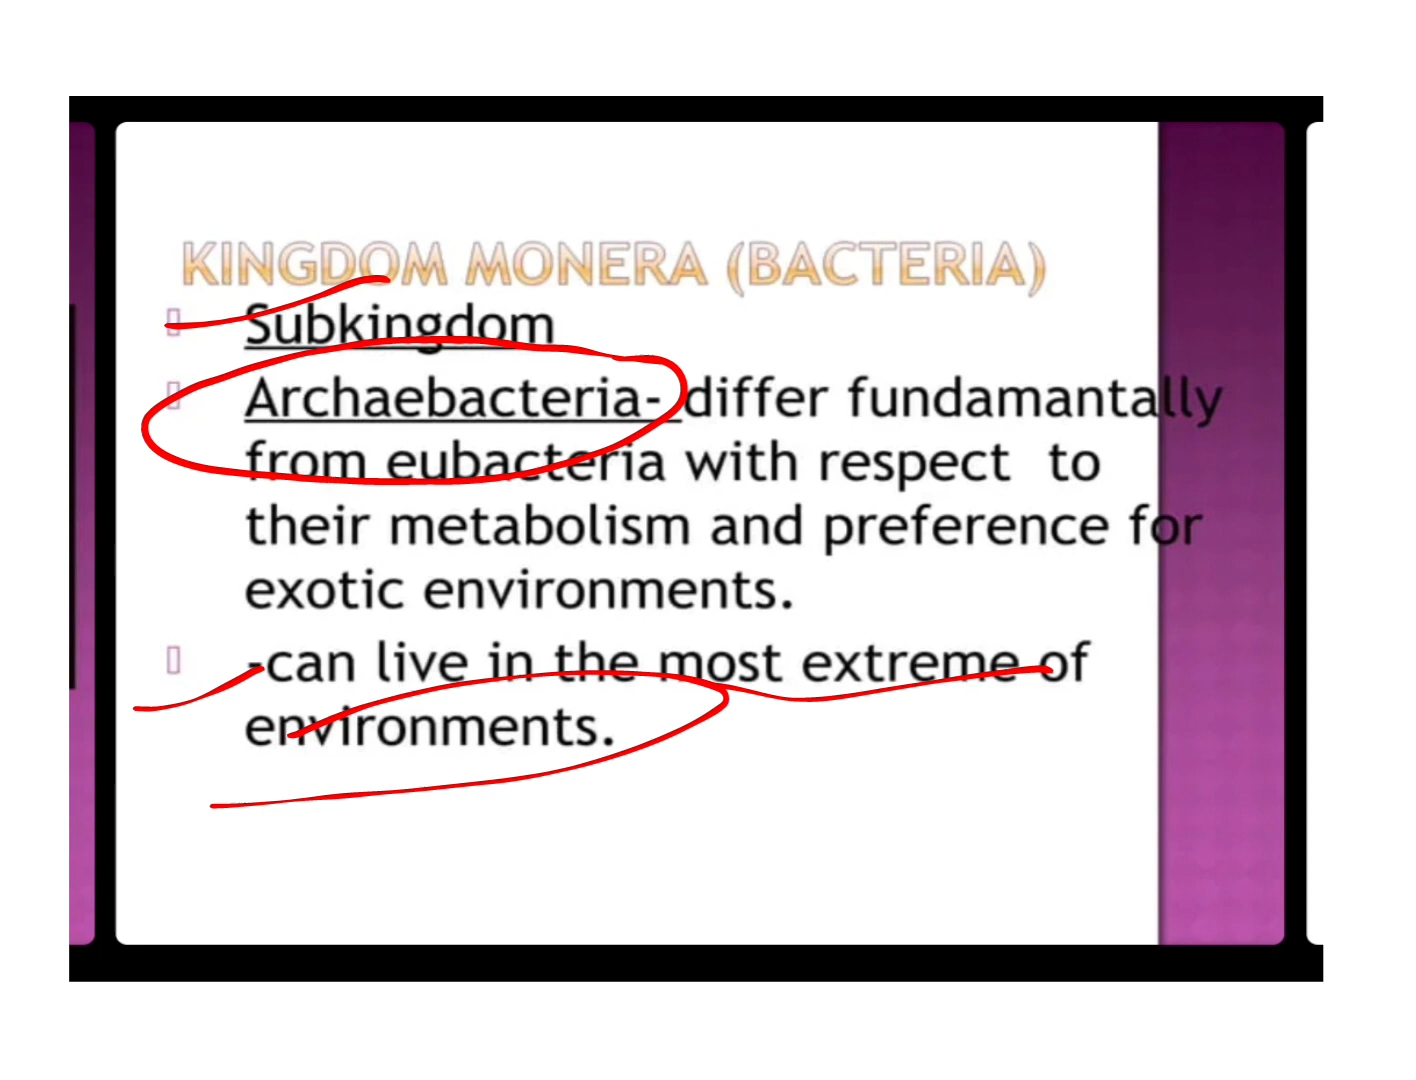 KINGDOM MONERA (BACTERIA)
Subkingdom
Archaebacteria- differ fundamantally
from eubacteria with respect to
their metabolism and preference for
exotic environments.
-can live in the most extreme of
environments.